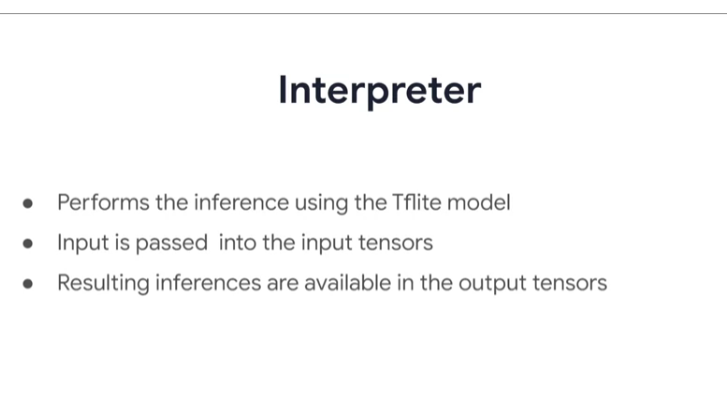 Interpreter
● Performs the inference using the Tflite model
● Input is passed  into the input tensors
● Resulting inferences are available in the output tensors